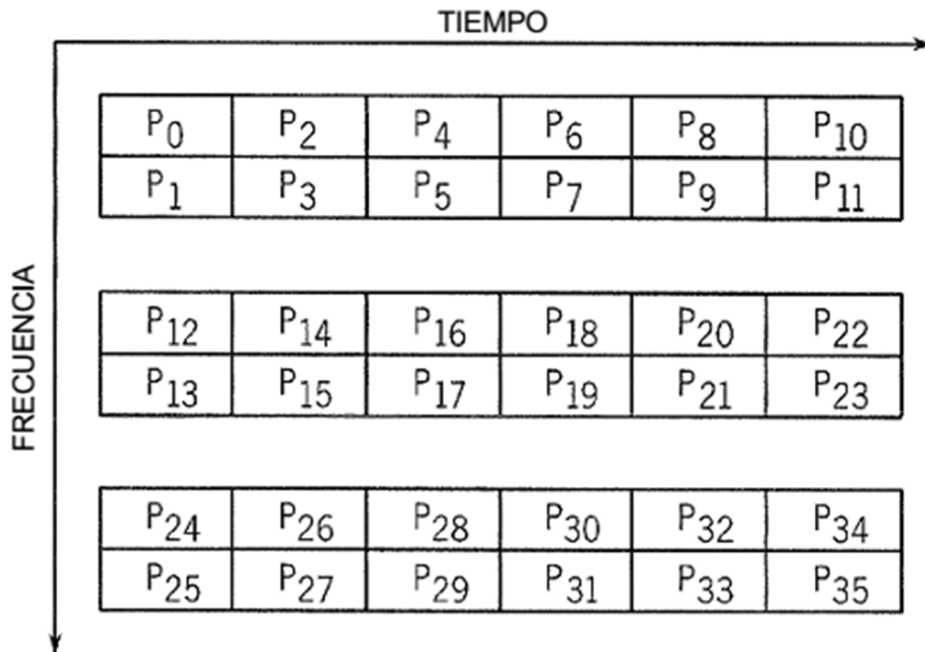 TIEMPO
FRECUENCIA
P0 P2 P4 P6 P8 P10
P1 P3 P5 P7 P9 P11
P12 P14 P16 P18 P20 P22
P13 P15 P17 P19 P21 P23
P24 P26 P28 P30 P32 P34
P25 P27 P29 P31 P33 P35